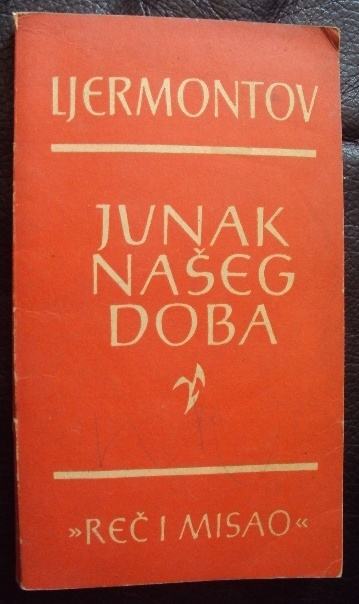 LJERMONTOV
JUNAK
NAŠEG
DOBA
»REČ I MISAO«